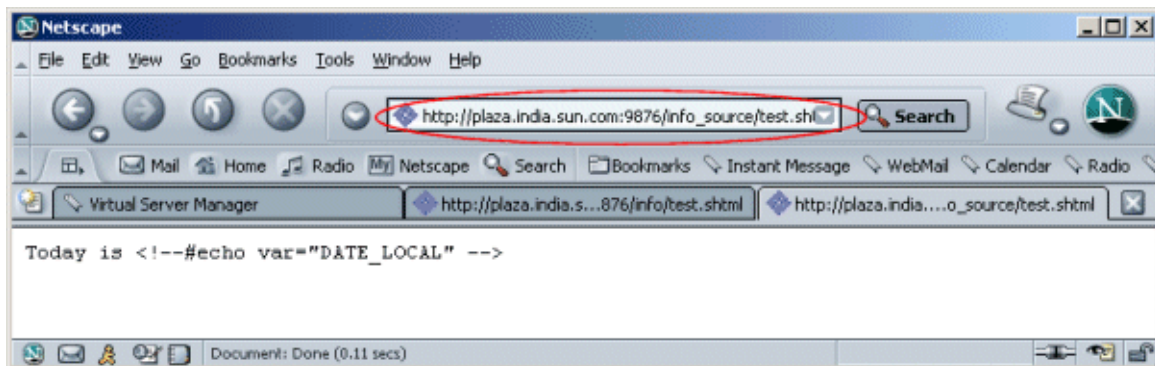 Netscape
File Edit View Go Bookmarks Tools Window Help
http://plaza.india.sun.com:9876/info_source/test.sh Search
Mail Home Radio My Netscape Search Bookmarks Instant Message WebMail Calendar Radio
Virtual Server Manager http://plaza.india.s...876/info/test.shtml http://plaza.india....o_source/test.shtml
Today is <!--#echo var="DATE_LOCAL" -->
Document: Done (0.11 secs)